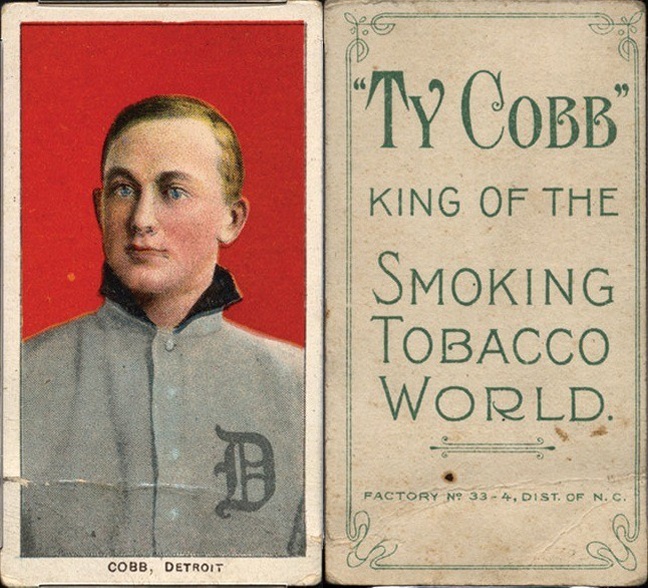 D
COBB, DETROIT
"TY COBB"
KING OF THE
SMOKING
TOBACCO
WORLD.
FACTORY Nº 33-4, DIST. OF N.C.